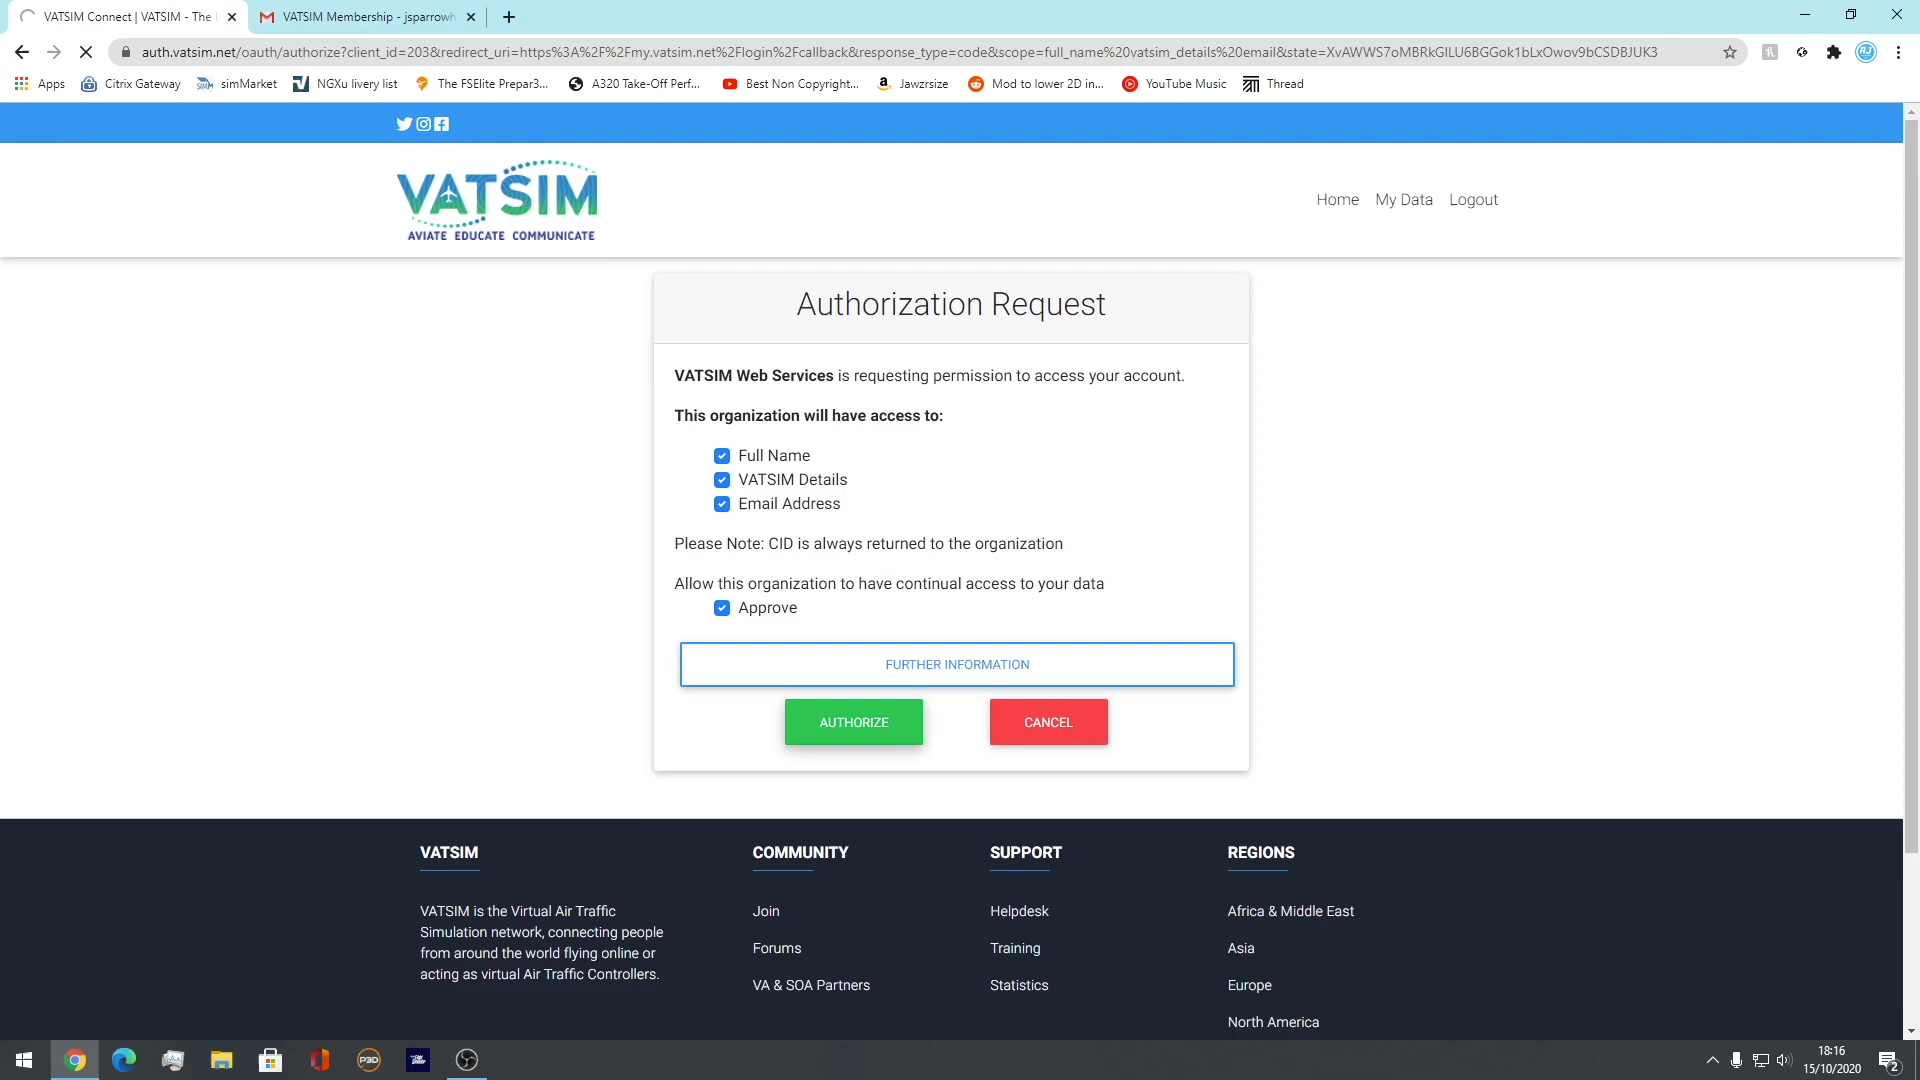 VATSIM Connect | VATSIM - The
VATSIM Membership - jsparrowh
auth.vatsim.net/oauth/authorize?client_id=203&redirect_uri=https%3A%2F%2Fmy.vatsim.net%2Flogin%2Fcallback&response_type=code&scope=full_name%20vatsim_details%20email&state=XvAWWS7oMBRkGlLU6BGGok1bLxOwov9bCSDBJUK3
Apps Citrix Gateway simMarket NGXu livery list The FSElite Prepar3... A320 Take-Off Perf... Best Non Copyright... Jawzrsize Mod to lower 2D in... YouTube Music Thread
VATSIM
AVIATE EDUCATE COMMUNICATE
Home My Data Logout
Authorization Request
VATSIM Web Services is requesting permission to access your account.
This organization will have access to:
Full Name
VATSIM Details
Email Address
Please Note: CID is always returned to the organization
Allow this organization to have continual access to your data
Approve
FURTHER INFORMATION
AUTHORIZE CANCEL
VATSIM COMMUNITY SUPPORT REGIONS
VATSIM is the Virtual Air Traffic
Simulation network, connecting people
from around the world flying online or
acting as virtual Air Traffic Controllers.
Join
Forums
VA & SOA Partners
Helpdesk
Training
Statistics
Africa & Middle East
Asia
Europe
North America
P3D
18:16
15/10/2020
2